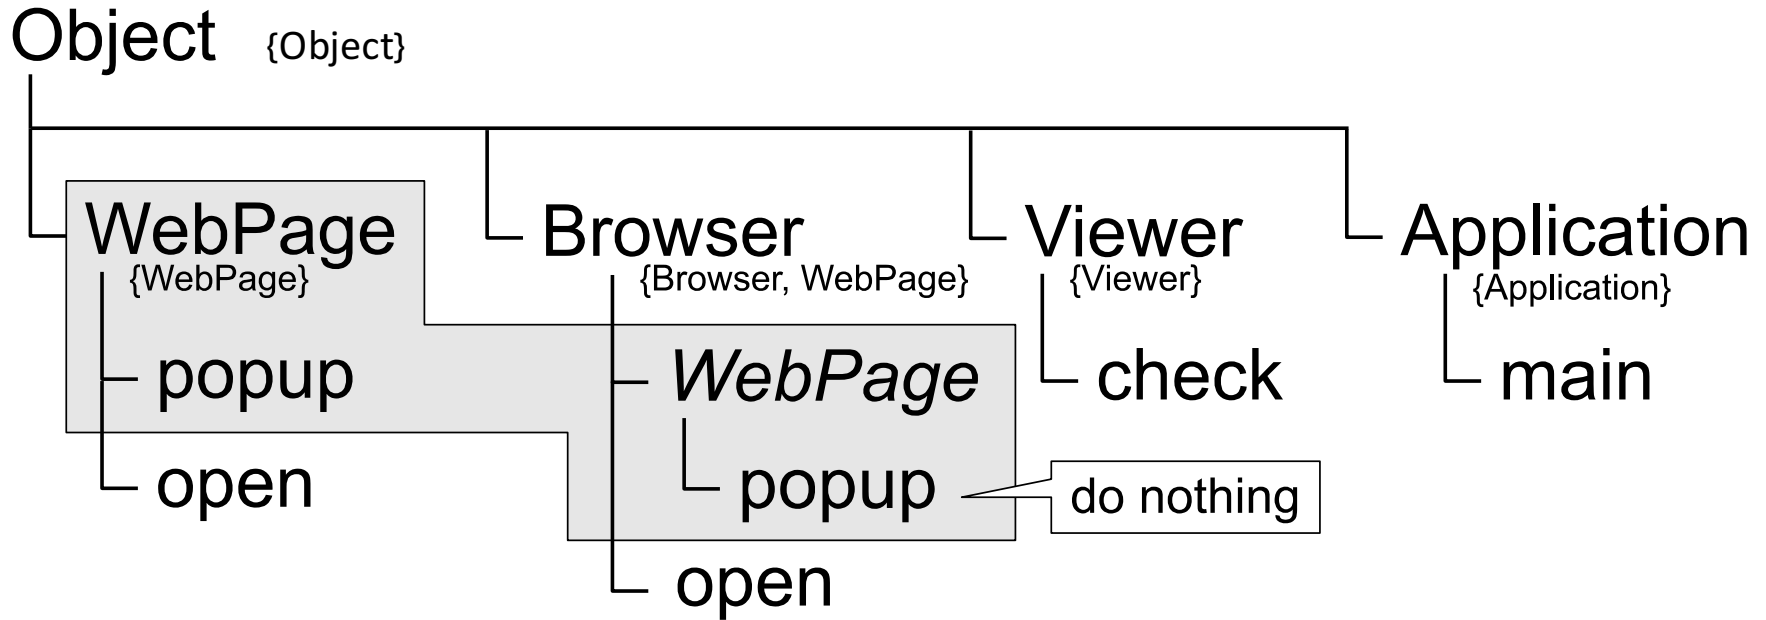 Object {Object}
WebPage Browser Viewer Application
{WebPage} {Browser, WebPage} {Viewer} {Application}
popup WebPage check main
open popup do nothing
open